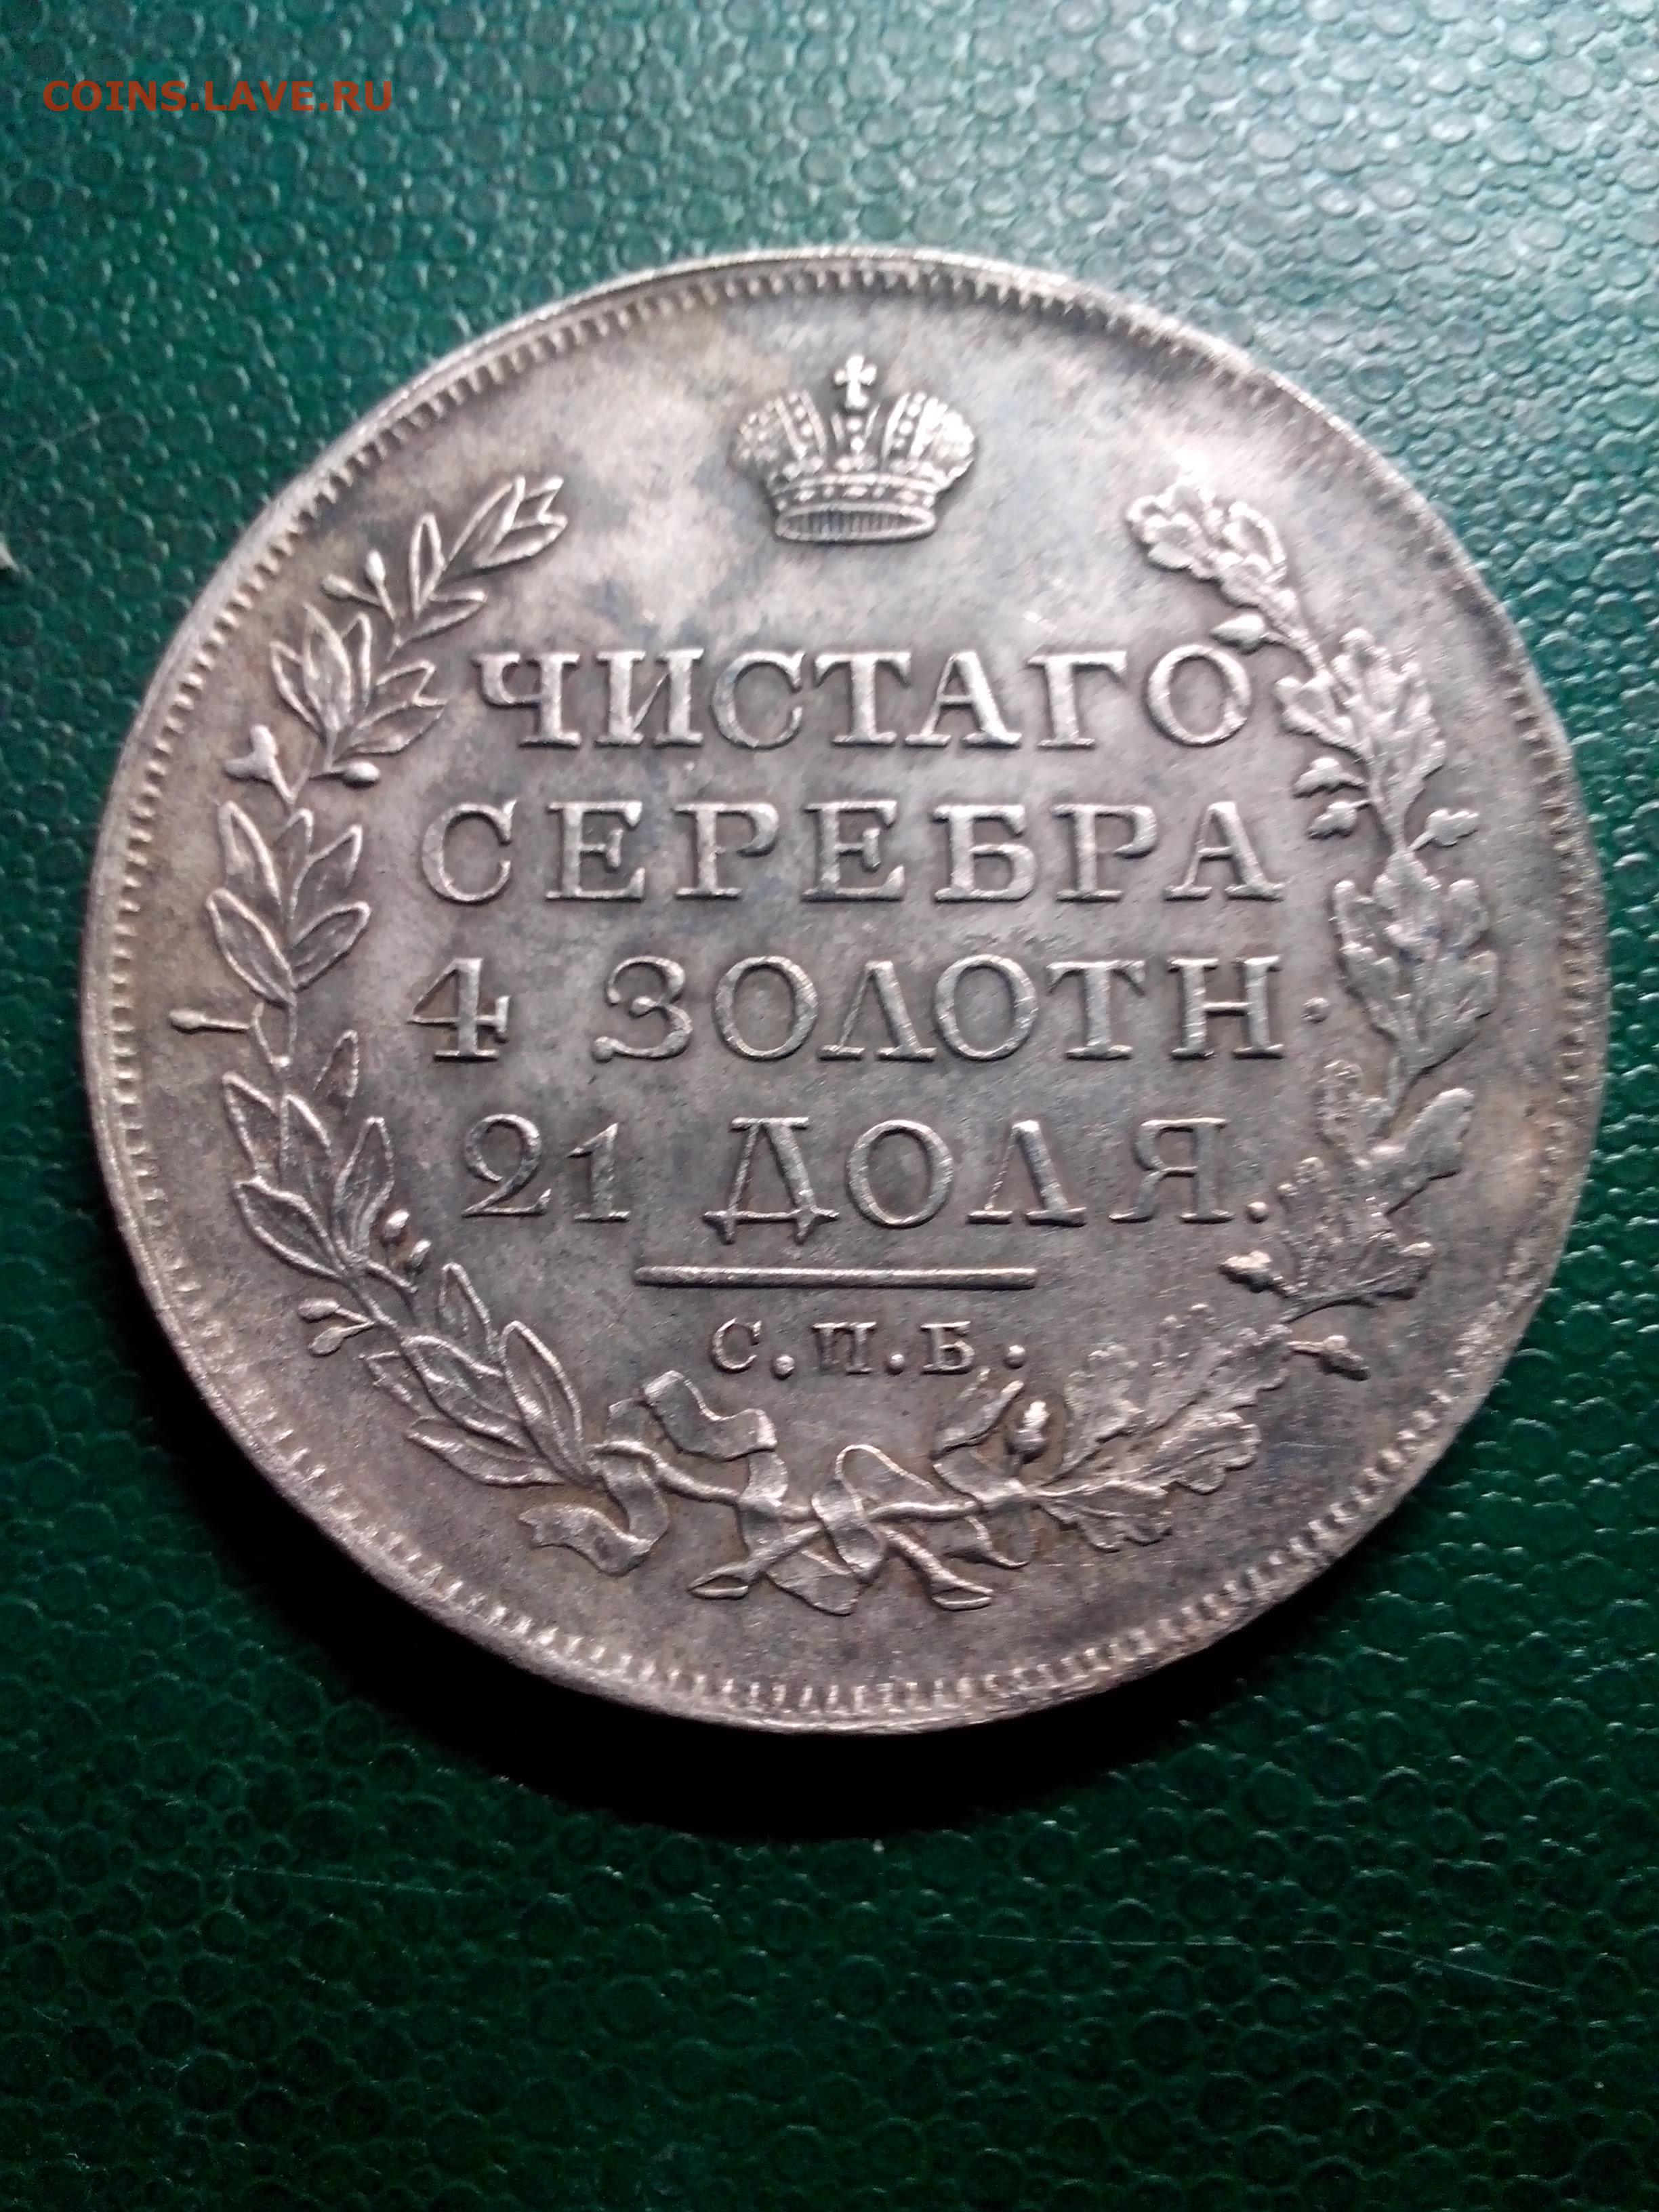 COINS.LAVE.RU
ЧИСТАГО
СЕРЕБРА
4 ЗОЛОТН.
21 ДОЛЯ.
С.П.Б.